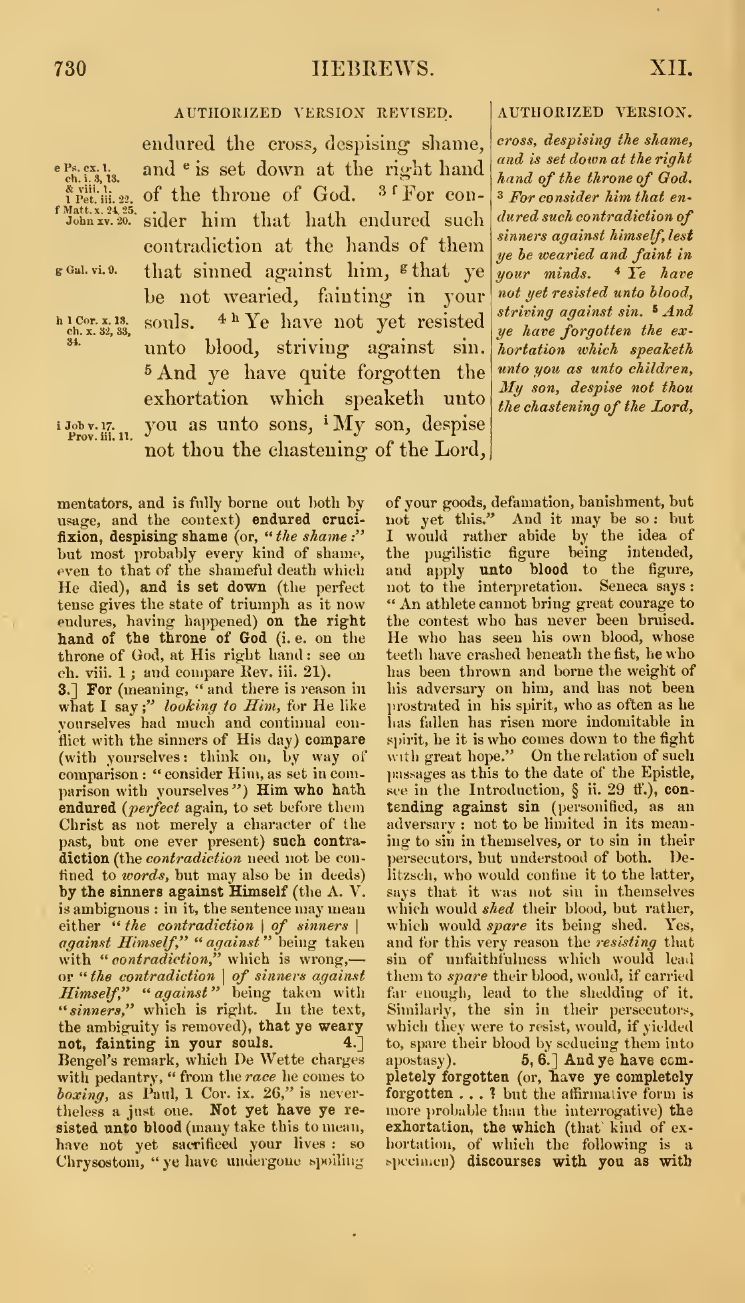 730
HEBREWS.
XII.
AUTHORIZED VERSION REVISED.
e Ps. cx. 1.
ch. i. 3, 13.
& viii. 1.
1 Pet. iii. 22.
f Matt. x. 24, 25.
John xv. 20.
g Gal. vi. 9.
h 1 Cor. x. 13.
ch. x. 32, 33,
34.
i Job v. 17.
Prov. iii. 11.
endured the cross, despising shame,
and e is set down at the right hand
of the throne of God. 3 f For con-
sider him that hath endured such
contradiction at the hands of them
that sinned against him, g that ye
be not wearied, fainting in your
souls. 4 h Ye have not yet resisted
unto blood, striving against sin.
5 And ye have quite forgotten the
exhortation which speaketh unto
you as unto sons, i My son, despise
not thou the chastening of the Lord,
AUTHORIZED VERSION.
cross, despising the shame,
and is set down at the right
hand of the throne of God.
3 For consider him that en-
dured such contradiction of
sinners against himself, lest
ye be wearied and faint in
your minds. 4 Ye have
not yet resisted unto blood,
striving against sin. 5 And
ye have forgotten the ex-
hortation which speaketh
unto you as unto children,
My son, despise not thou
the chastening of the Lord,
mentators, and is fully borne out both by
usage, and the context) endured cruci-
fixion, despising shame (or, "the shame:"
but most probably every kind of shame,
even to that of the shameful death which
He died), and is set down (the perfect
tense gives the state of triumph as it now
endures, having happened) on the right
hand of the throne of God (i. e. on the
throne of God, at His right hand: see on
ch. viii. 1; and compare Rev. iii. 21).
3.] For (meaning, "and there is reason in
what I say;" looking to Him, for He like
yourselves had much and continual con-
flict with the sinners of His day) compare
(with yourselves: think on, by way of
comparison: "consider Him, as set in com-
parison with yourselves") Him who hath
endured (perfect again, to set before them
Christ as not merely a character of the
past, but one ever present) such contra-
diction (the contradiction need not be con-
fined to words, but may also be in deeds)
by the sinners against Himself (the A. V.
is ambiguous: in it, the sentence may mean
either "the contradiction | of sinners |
against Himself," "against" being taken
with "contradiction," which is wrong,—
or "the contradiction | of sinners against
Himself," "against" being taken with
"sinners," which is right. In the text,
the ambiguity is removed), that ye weary
not, fainting in your souls. 4.]
Bengel's remark, which De Wette charges
with pedantry, "from the race he comes to
boxing, as Paul, 1 Cor. ix. 26," is never-
theless a just one. Not yet have ye re-
sisted unto blood (many take this to mean,
have not yet sacrificed your lives: so
Chrysostom, "ye have undergone spoiling
of your goods, defamation, banishment, but
not yet this." And it may be so: but
I would rather abide by the idea of
the pugilistic figure being intended,
and apply unto blood to the figure,
not to the interpretation. Seneca says:
"An athlete cannot bring great courage to
the contest who has never been bruised.
He who has seen his own blood, whose
teeth have crashed beneath the fist, he who
has been thrown and borne the weight of
his adversary on him, and has not been
prostrated in his spirit, who as often as he
has fallen has risen more indomitable in
spirit, he it is who comes down to the fight
with great hope." On the relation of such
passages as this to the date of the Epistle,
see in the Introduction, § ii. 29 ff.), con-
tending against sin (personified, as an
adversary: not to be limited in its mean-
ing to sin in themselves, or to sin in their
persecutors, but understood of both. De-
litzsch, who would confine it to the latter,
says that it was not sin in themselves
which would shed their blood, but rather,
which would spare its being shed. Yes,
and for this very reason the resisting that
sin of unfaithfulness which would lead
them to spare their blood, would, if carried
far enough, lead to the shedding of it.
Similarly, the sin in their persecutors,
which they were to resist, would, if yielded
to, spare their blood by seducing them into
apostasy). 5, 6.] And ye have com-
pletely forgotten (or, have ye completely
forgotten . . . ? but the affirmative form is
more probable than the interrogative) the
exhortation, the which (that kind of ex-
hortation, of which the following is a
specimen) discourses with you as with